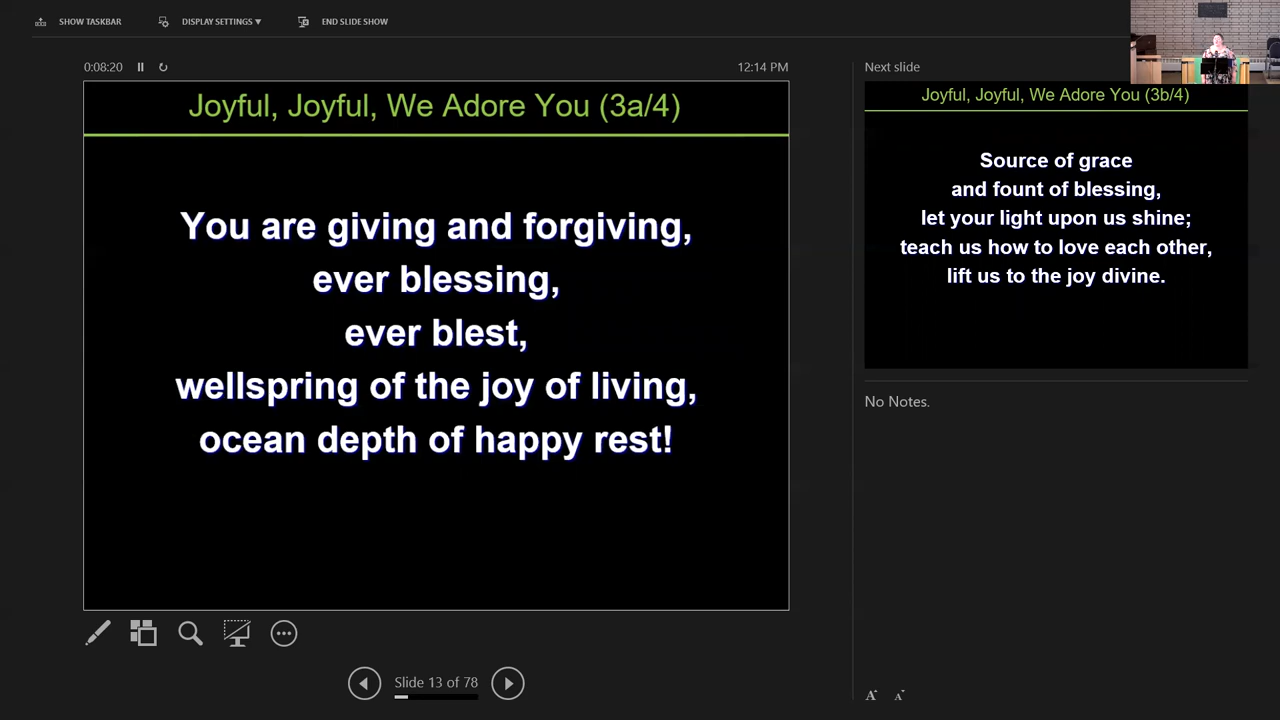 SHOW TASKBAR
DISPLAY SETTINGS ▼
END SLIDE SHOW
0:08:20
12:14 PM
Joyful, Joyful, We Adore You (3a/4)
You are giving and forgiving,
ever blessing,
ever blest,
wellspring of the joy of living,
ocean depth of happy rest!
Slide 13 of 78
Next slide
Joyful, Joyful, We Adore You (3b/4)
Source of grace
and fount of blessing,
let your light upon us shine;
teach us how to love each other,
lift us to the joy divine.
No Notes.
A
A